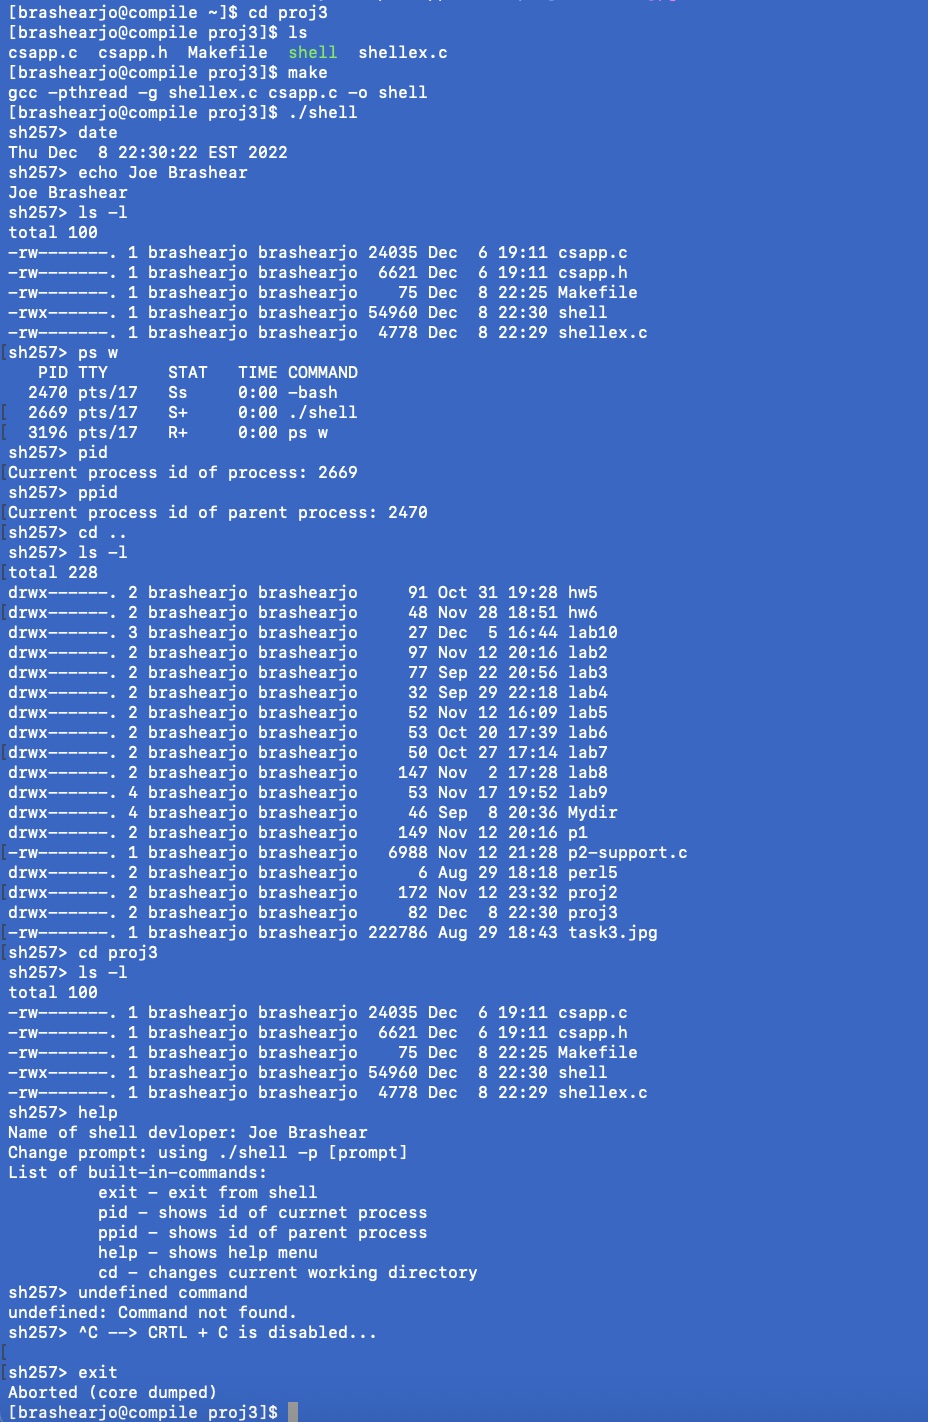 [brashearjo@compile ~]$ cd proj3
[brashearjo@compile proj3]$ ls
csapp.c  csapp.h  Makefile  shell  shellex.c
[brashearjo@compile proj3]$ make
gcc -pthread -g shellex.c csapp.c -o shell
[brashearjo@compile proj3]$ ./shell
sh257> date
Thu Dec  8 22:30:22 EST 2022
sh257> echo Joe Brashear
Joe Brashear
sh257> ls -l
total 100
-rw-------. 1 brashearjo brashearjo 24035 Dec  6 19:11 csapp.c
-rw-------. 1 brashearjo brashearjo  6621 Dec  6 19:11 csapp.h
-rw-------. 1 brashearjo brashearjo    75 Dec  8 22:25 Makefile
-rwx------. 1 brashearjo brashearjo 54960 Dec  8 22:30 shell
-rw-------. 1 brashearjo brashearjo  4778 Dec  8 22:29 shellex.c
[sh257> ps w
   PID TTY      STAT   TIME COMMAND
  2470 pts/17   Ss     0:00 -bash
[  2669 pts/17   S+     0:00 ./shell
[  3196 pts/17   R+     0:00 ps w
sh257> pid
[Current process id of process: 2669
sh257> ppid
[Current process id of parent process: 2470
[sh257> cd ..
sh257> ls -l
[total 228
drwx------. 2 brashearjo brashearjo     91 Oct 31 19:28 hw5
[drwx------. 2 brashearjo brashearjo     48 Nov 28 18:51 hw6
drwx------. 3 brashearjo brashearjo     27 Dec  5 16:44 lab10
drwx------. 2 brashearjo brashearjo     97 Nov 12 20:16 lab2
drwx------. 2 brashearjo brashearjo     77 Sep 22 20:56 lab3
drwx------. 2 brashearjo brashearjo     32 Sep 29 22:18 lab4
drwx------. 2 brashearjo brashearjo     52 Nov 12 16:09 lab5
drwx------. 2 brashearjo brashearjo     53 Oct 20 17:39 lab6
[drwx------. 2 brashearjo brashearjo     50 Oct 27 17:14 lab7
drwx------. 2 brashearjo brashearjo    147 Nov  2 17:28 lab8
drwx------. 4 brashearjo brashearjo     53 Nov 17 19:52 lab9
drwx------. 4 brashearjo brashearjo     46 Sep  8 20:36 Mydir
drwx------. 2 brashearjo brashearjo    149 Nov 12 20:16 p1
[-rw-------. 1 brashearjo brashearjo   6988 Nov 12 21:28 p2-support.c
drwx------. 2 brashearjo brashearjo      6 Aug 29 18:18 perl5
[drwx------. 2 brashearjo brashearjo    172 Nov 12 23:32 proj2
drwx------. 2 brashearjo brashearjo     82 Dec  8 22:30 proj3
[-rw-------. 1 brashearjo brashearjo 222786 Aug 29 18:43 task3.jpg
[sh257> cd proj3
sh257> ls -l
total 100
-rw-------. 1 brashearjo brashearjo 24035 Dec  6 19:11 csapp.c
-rw-------. 1 brashearjo brashearjo  6621 Dec  6 19:11 csapp.h
-rw-------. 1 brashearjo brashearjo    75 Dec  8 22:25 Makefile
-rwx------. 1 brashearjo brashearjo 54960 Dec  8 22:30 shell
-rw-------. 1 brashearjo brashearjo  4778 Dec  8 22:29 shellex.c
sh257> help
Name of shell devloper: Joe Brashear
Change prompt: using ./shell -p [prompt]
List of built-in-commands:
         exit - exit from shell
         pid - shows id of currnet process
         ppid - shows id of parent process
         help - shows help menu
         cd - changes current working directory
sh257> undefined command
undefined: Command not found.
sh257> ^C --> CRTL + C is disabled...
[
[sh257> exit
Aborted (core dumped)
[brashearjo@compile proj3]$